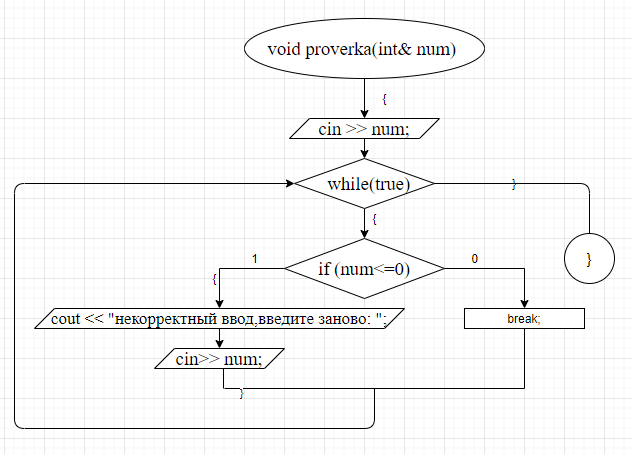 void proverka(int& num)
{
cin >> num;
while(true)
}
{
}
if (num<=0)
1
0
{
cout << "некорректный ввод,введите заново: ";
break;
cin>> num;
}